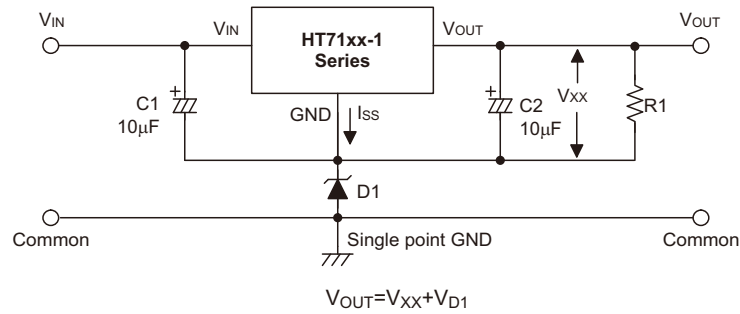 VIN
VOUT
VIN
HT71xx-1
Series
VOUT
+
C1
10μF
GND
ISS
+
C2
10μF
VXX
R1
D1
Common
Single point GND
Common
VOUT=VXX+VD1